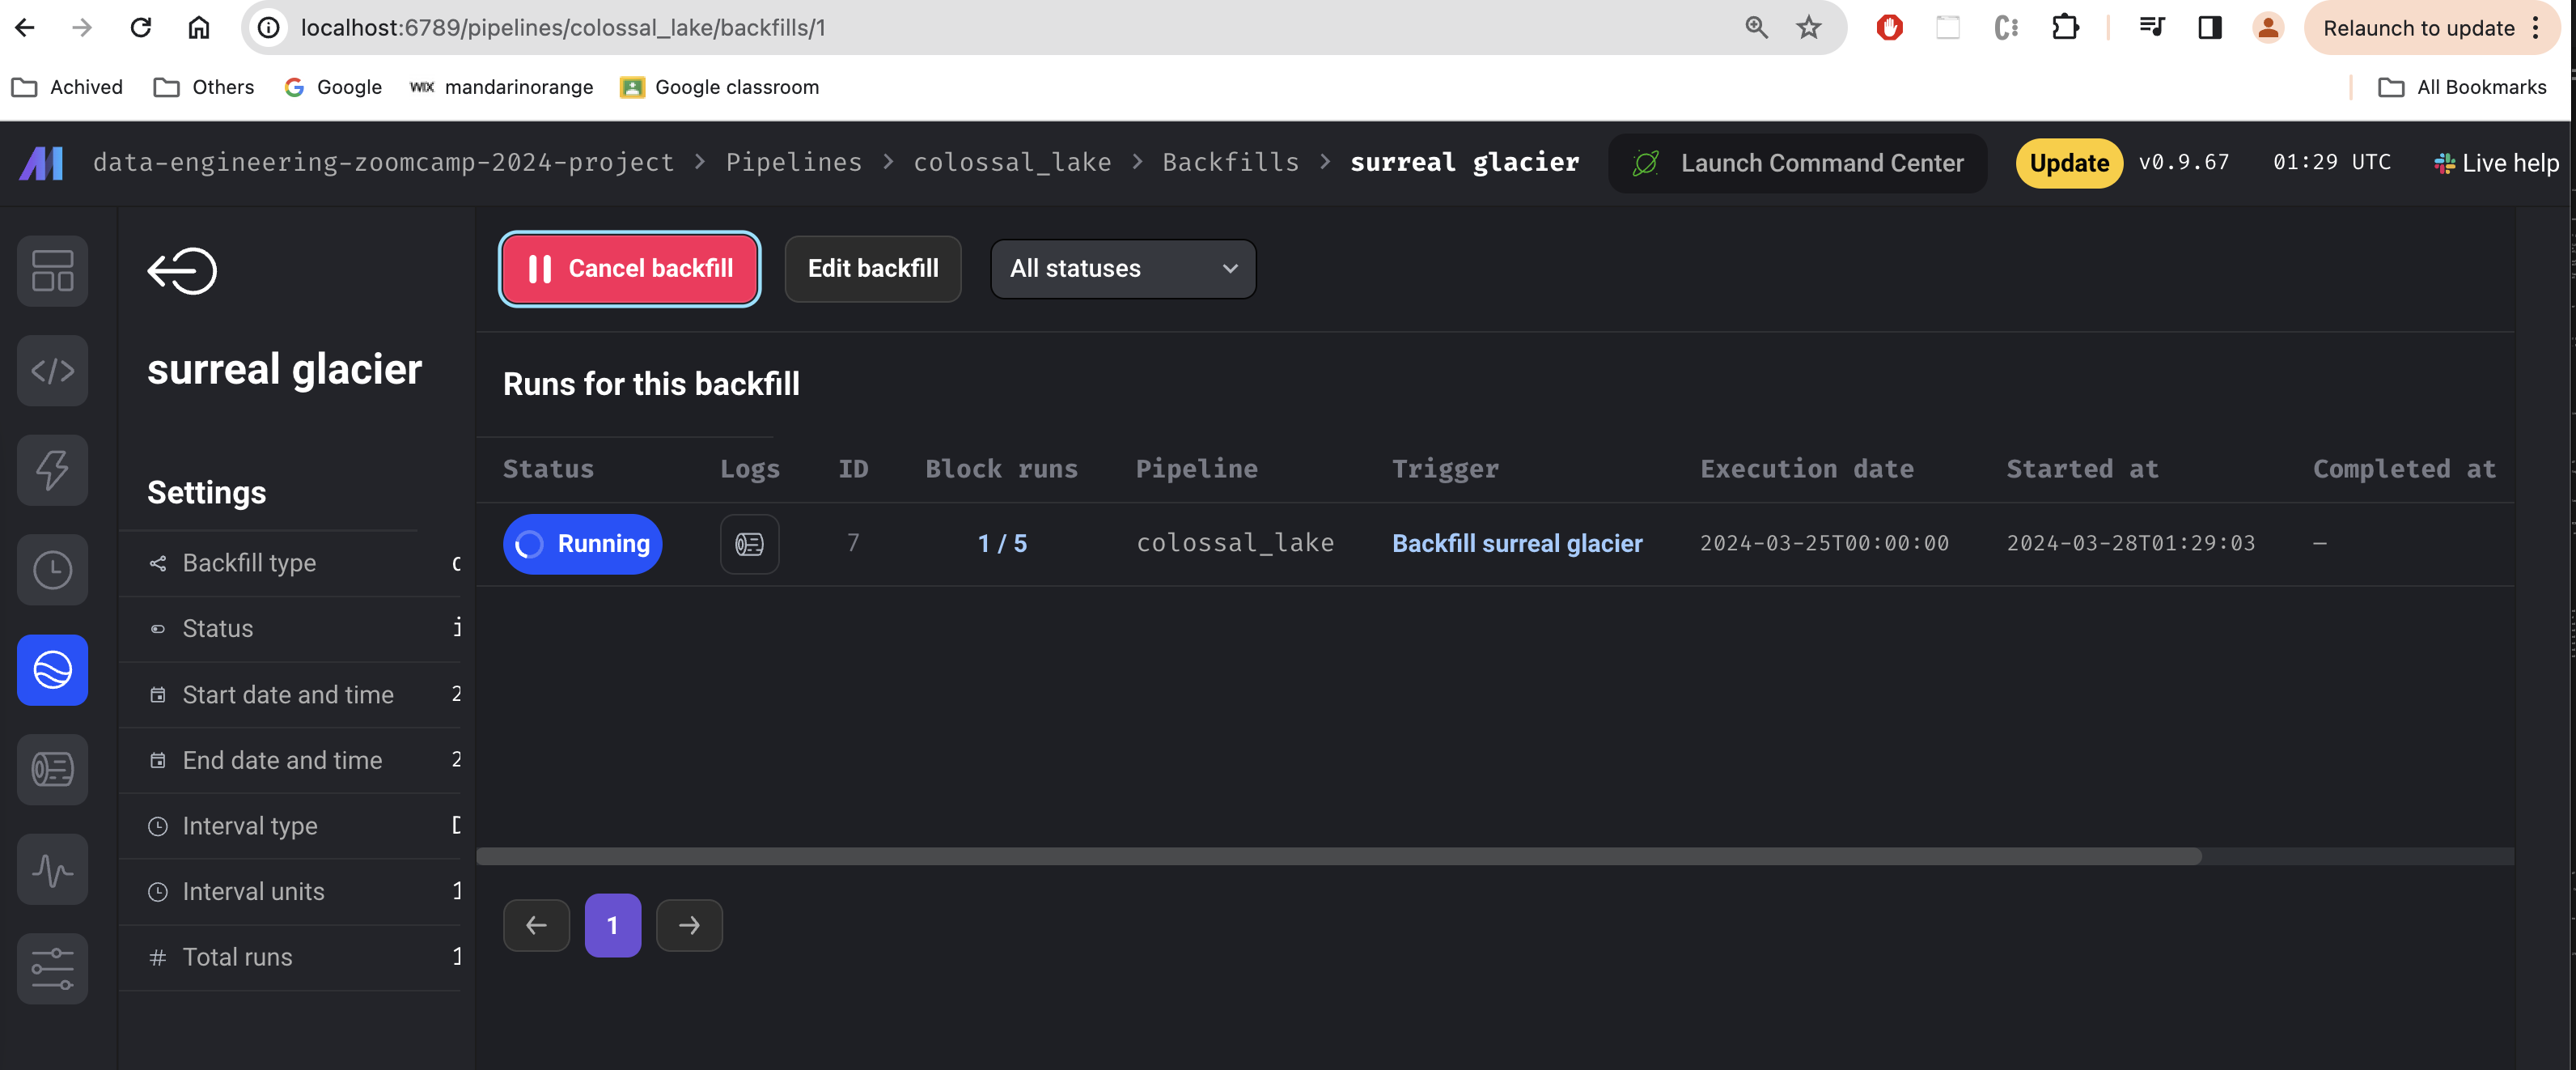 localhost:6789/pipelines/colossal_lake/backfills/1
Relaunch to update
Achived
Others
Google
WiX mandarinorange
Google classroom
All Bookmarks
data-engineering-zoomcamp-2024-project > Pipelines > colossal_lake > Backfills > surreal glacier
Launch Command Center
Update
v0.9.67
01:29 UTC
Live help
Cancel backfill
Edit backfill
All statuses
surreal glacier
Runs for this backfill
Settings
Status Logs ID Block runs Pipeline Trigger Execution date Started at Completed at
Running 7 1 / 5 colossal_lake Backfill surreal glacier 2024-03-25T00:00:00 2024-03-28T01:29:03 —
Backfill type
Status i
Start date and time 2
End date and time 2
Interval type
Interval units 1
# Total runs 1
1